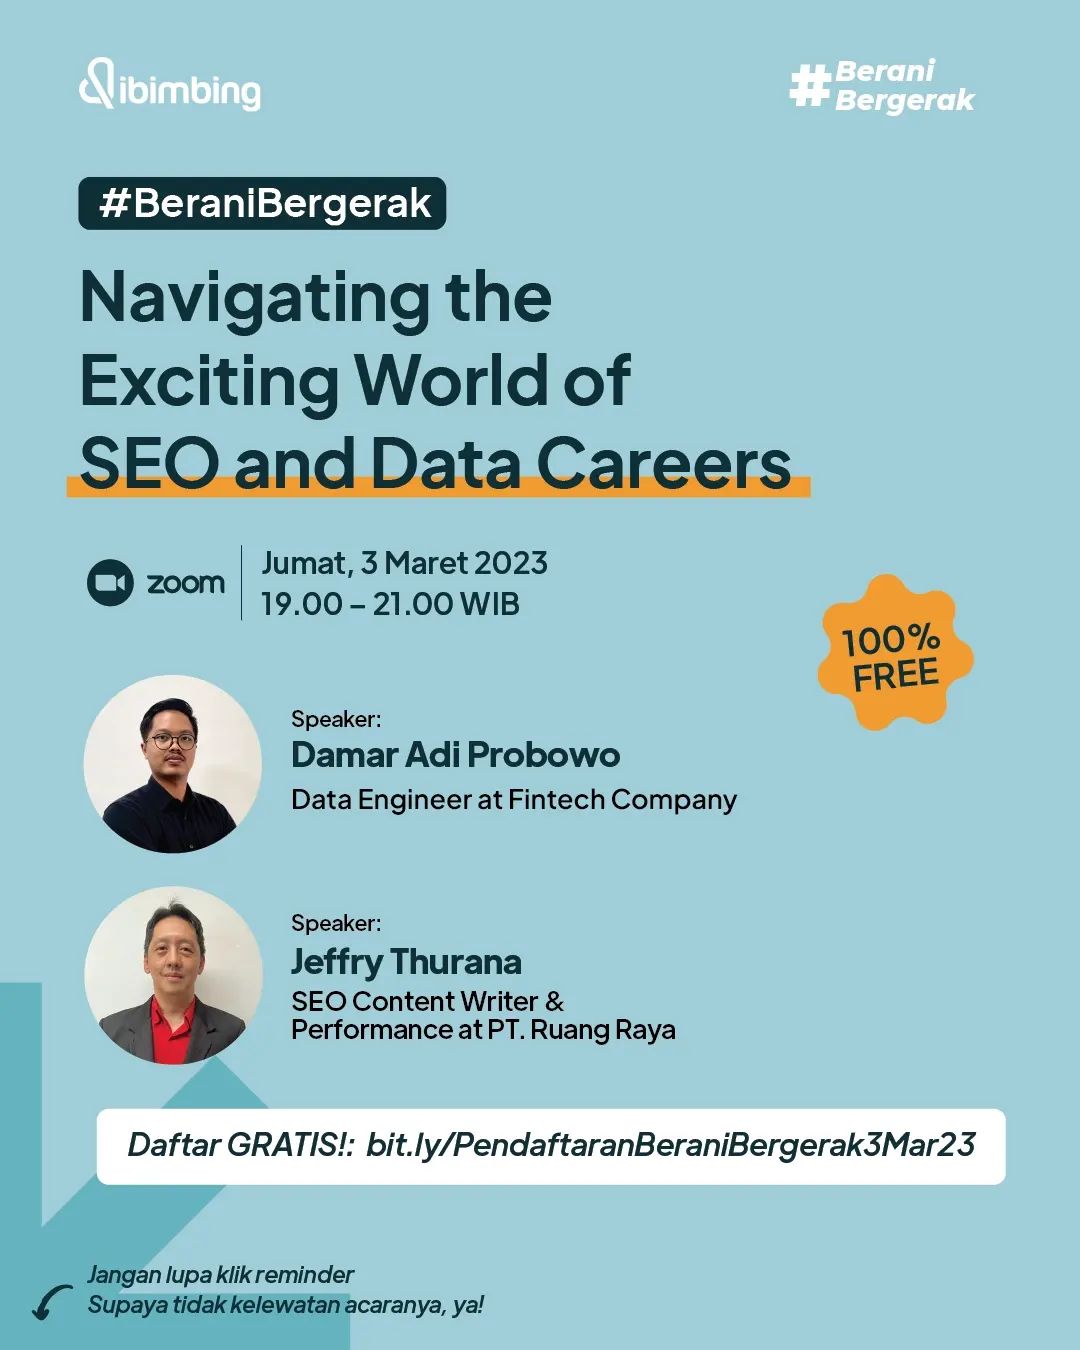 dibimbing
#Berani
Bergerak
#BeraniBergerak
Navigating the
Exciting World of
SEO and Data Careers
zoom
Jumat, 3 Maret 2023
19.00 – 21.00 WIB
100%
FREE
Speaker:
Damar Adi Probowo
Data Engineer at Fintech Company
Speaker:
Jeffry Thurana
SEO Content Writer &
Performance at PT. Ruang Raya
Daftar GRATIS!: bit.ly/PendaftaranBeraniBergerak3Mar23
Jangan lupa klik reminder
Supaya tidak kelewatan acaranya, ya!